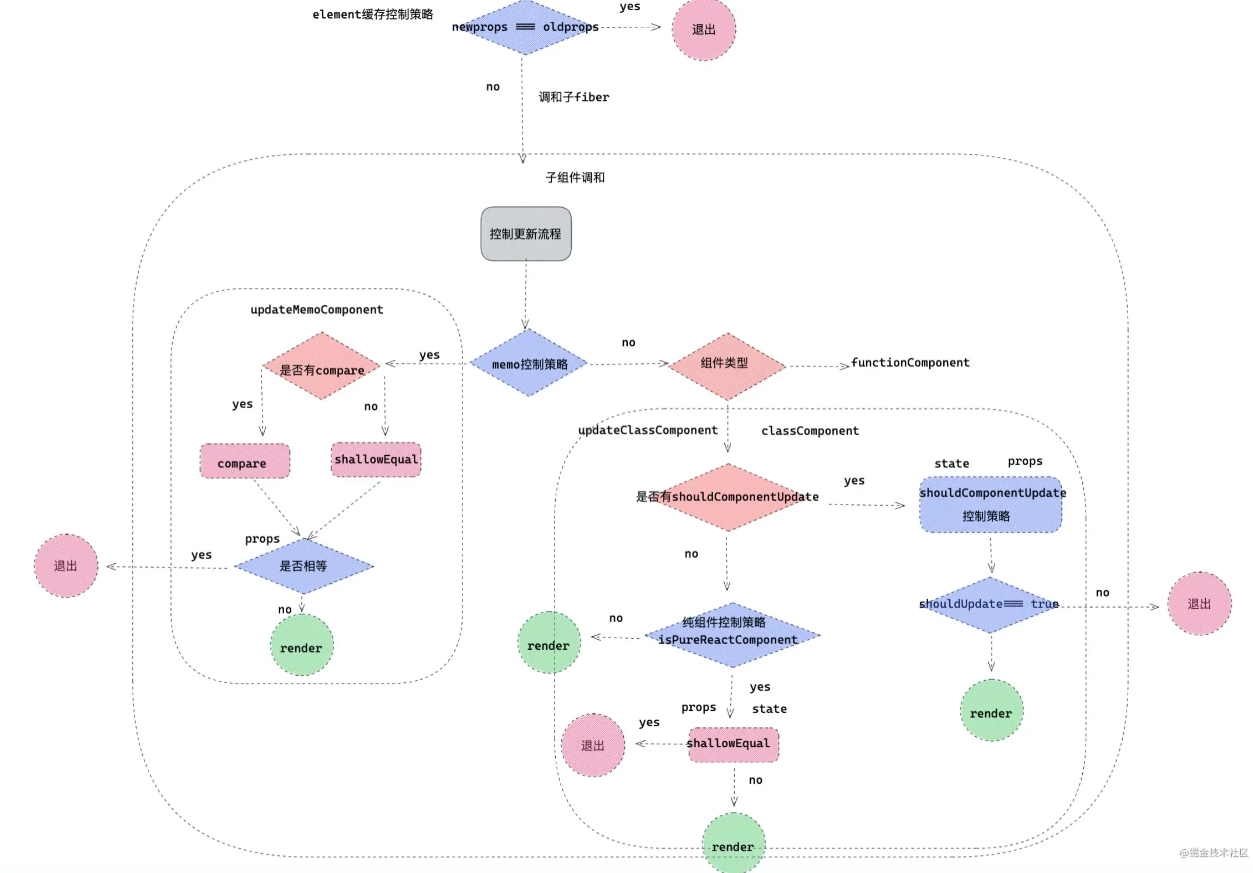 element缓存控制策略
newprops === oldprops
yes
退出
no
调和子fiber
子组件调和
控制更新流程
updateMemoComponent
是否有compare
yes
memo控制策略
no
组件类型
functionComponent
yes
no
compare
shallowEqual
props
是否相等
yes
退出
no
render
updateClassComponent
classComponent
是否有shouldComponentUpdate
yes
state
props
shouldComponentUpdate
控制策略
shouldUpdate=== true
no
退出
render
no
纯组件控制策略
isPureReactComponent
no
render
yes
props
state
shallowEqual
yes
退出
no
render
@掘金技术社区